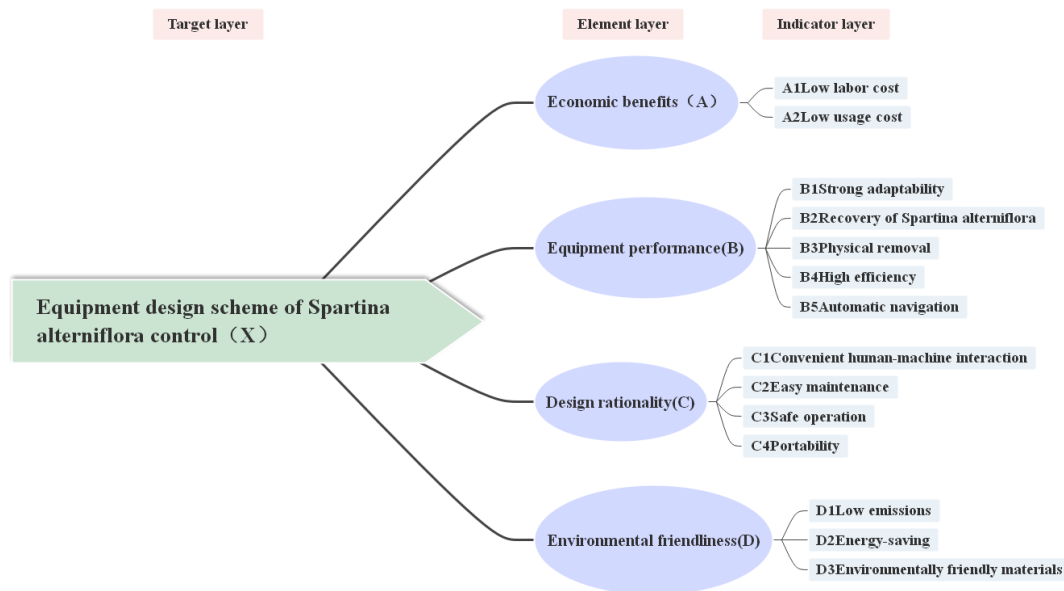 Target layer
Element layer
Indicator layer
Equipment design scheme of Spartina
alterniflora control（X）
Economic benefits（A）
A1Low labor cost
A2Low usage cost
Equipment performance(B)
B1Strong adaptability
B2Recovery of Spartina alterniflora
B3Physical removal
B4High efficiency
B5Automatic navigation
Design rationality(C)
C1Convenient human-machine interaction
C2Easy maintenance
C3Safe operation
C4Portability
Environmental friendliness(D)
D1Low emissions
D2Energy-saving
D3Environmentally friendly materials